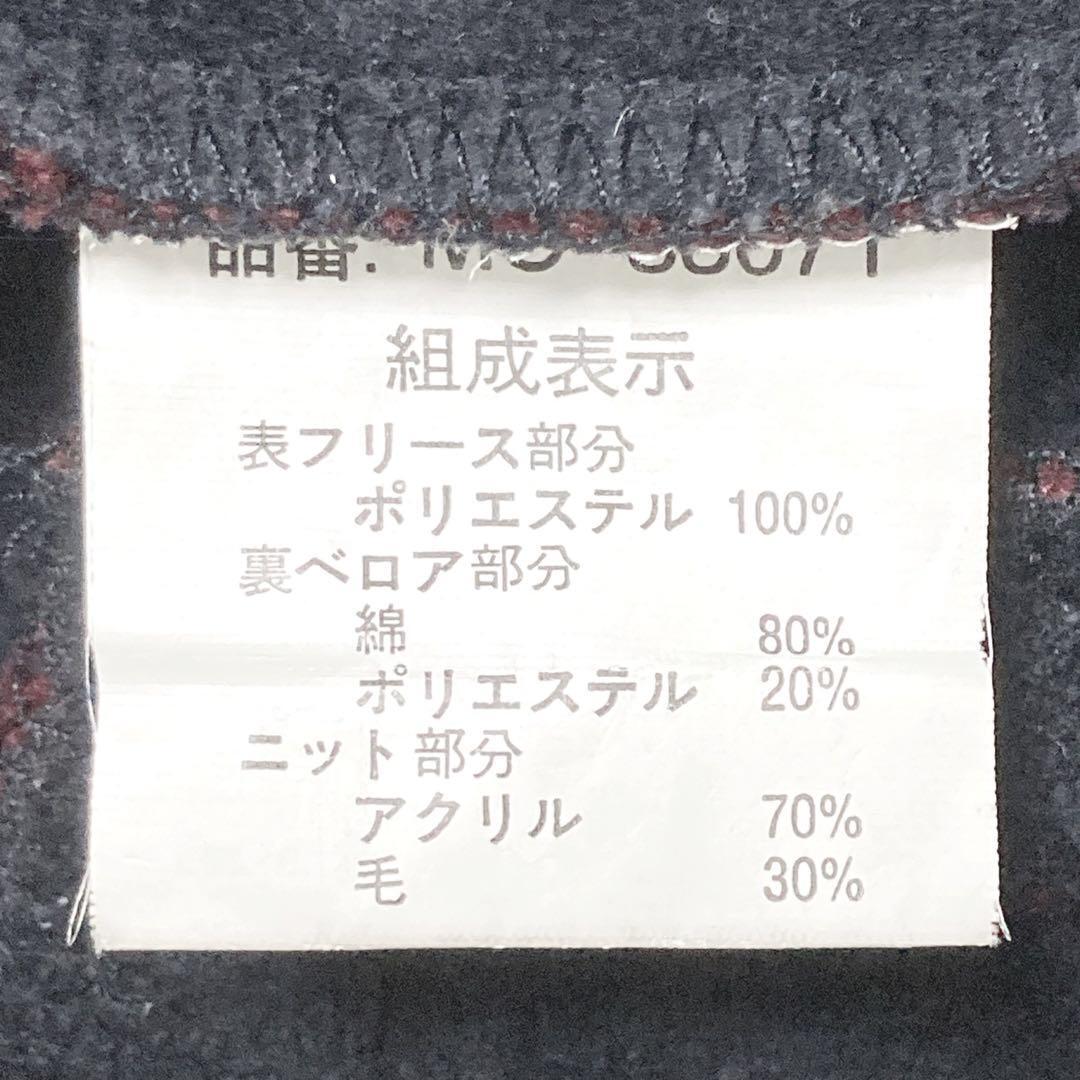 品番.
組成表示
表フリース部分
ポリエステル 100%
裏ベロア部分
綿 80%
ポリエステル 20%
ニット部分
アクリル 70%
毛 30%